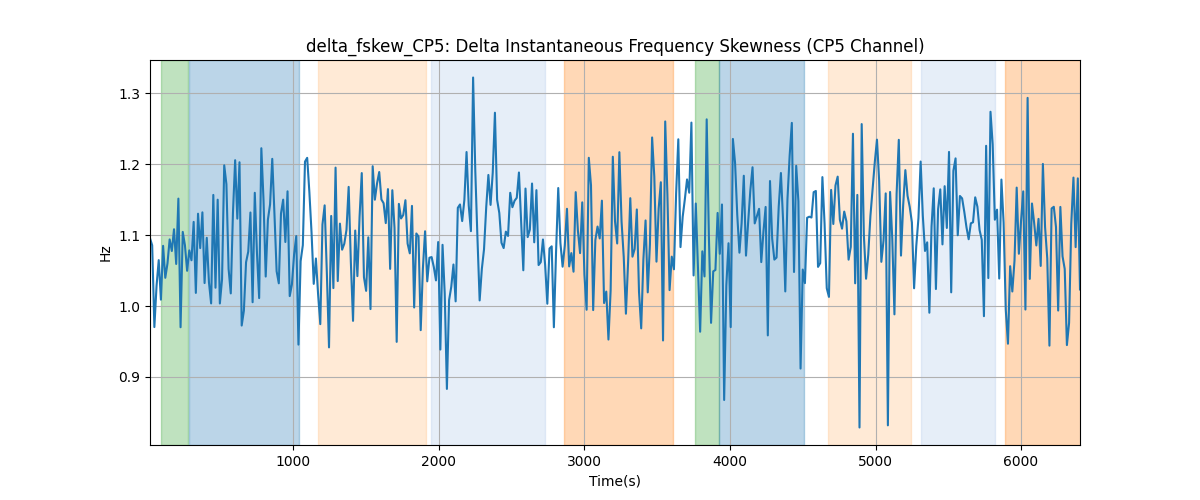 delta_fskew_CP5: Delta Instantaneous Frequency Skewness (CP5 Channel)
Hz
1.3
1.2
1.1
1.0
0.9
1000 2000 3000 4000 5000 6000
Time(s)